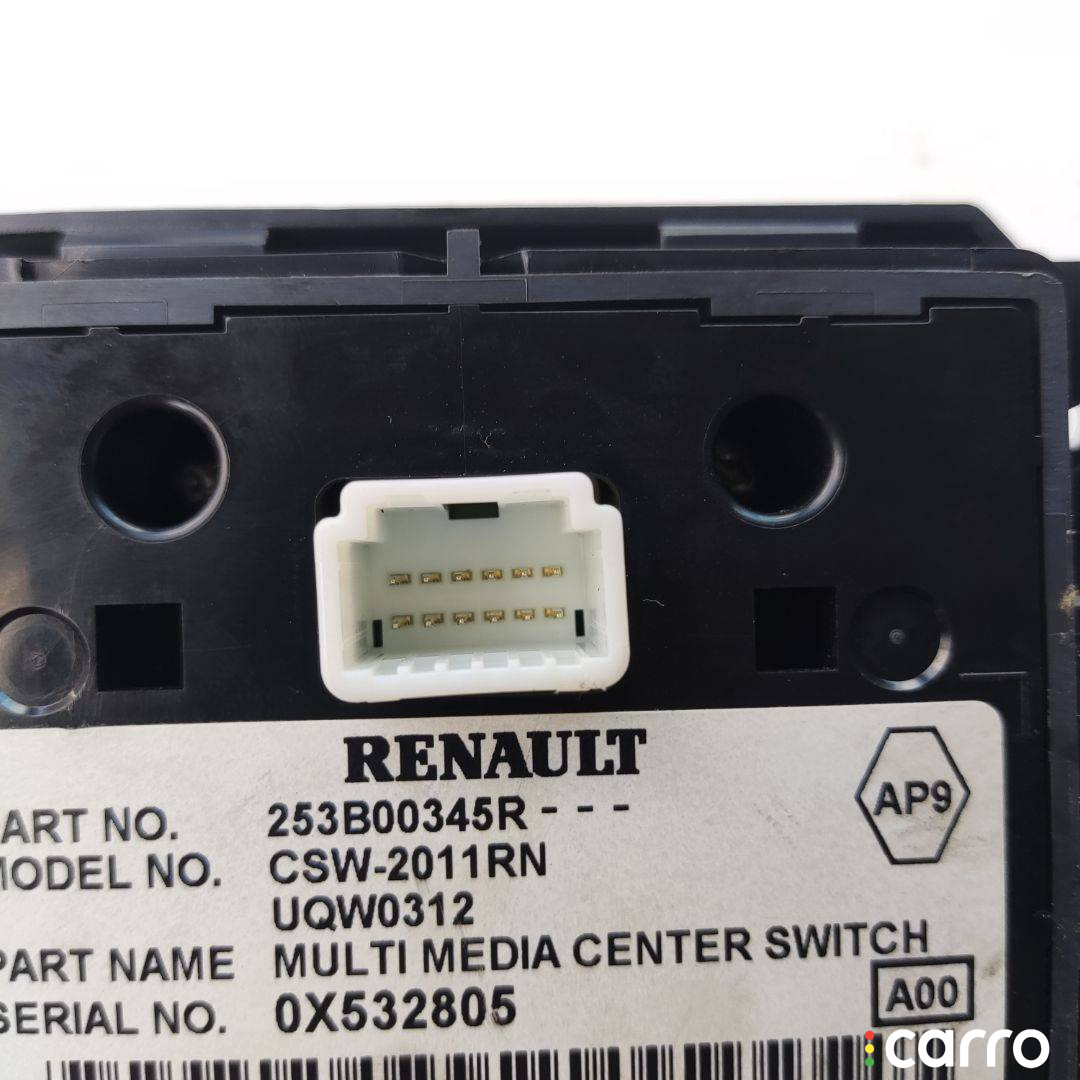 RENAULT
ART NO. 253B00345R - - -
AP9
MODEL NO. CSW-2011RN
UQW0312
PART NAME MULTI MEDIA CENTER SWITCH
SERIAL NO. 0X532805
A00
carro